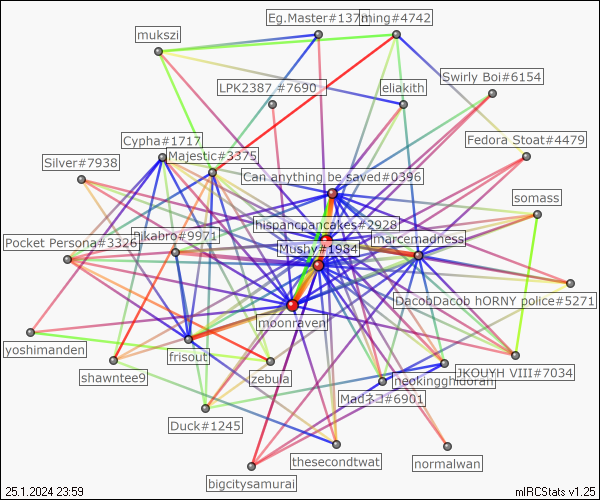 Eg.Master#1372
ming#4742
mukszi
Swirly Boi#6154
LPK2387 #7690
eliakith
Cypha#1717
Fedora Stoat#4479
Majestic#3375
Silver#7938
Can anything be saved#0396
somass
hispancpancakes#2928
Pocket Persona#3326
#9971
marcemadness
Mushy#1984
DacobDacob hORNY police#5271
moonraven
yoshimanden
frisout
JKOUYH VIII#7034
shawntee9
zebula
neokingghidorah
Madネコ#6901
Duck#1245
thesecondtwat
normalwan
bigcitysamurai
25.1.2024 23:59
mIRCStats v1.25